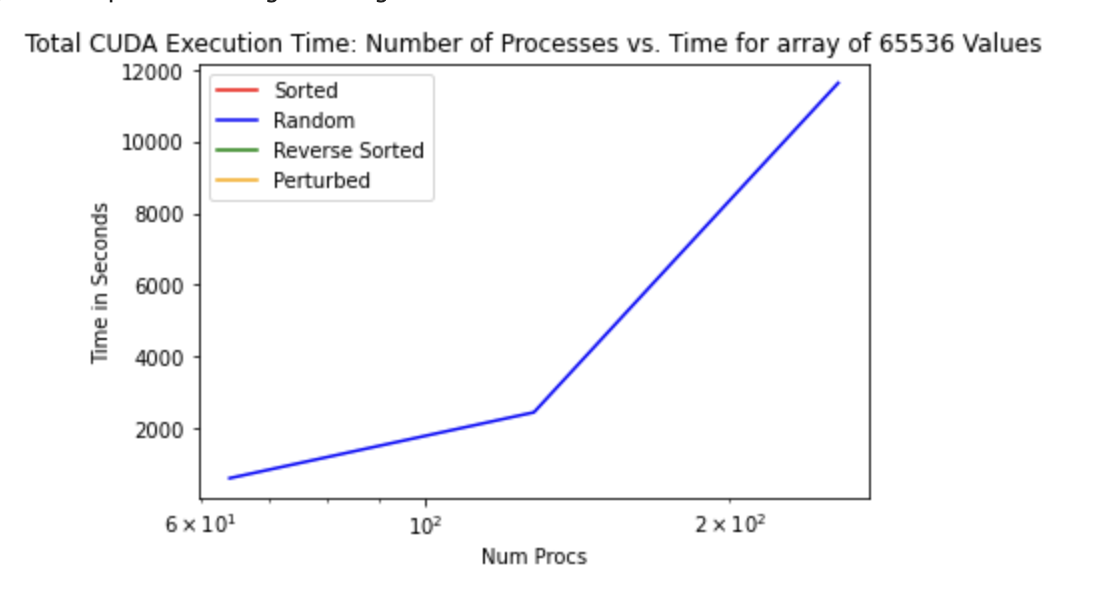 Total CUDA Execution Time: Number of Processes vs. Time for array of 65536 Values
12000
10000
8000
6000
4000
2000
Time in Seconds
Sorted
Random
Reverse Sorted
Perturbed
6 × 10¹
10²
2 × 10²
Num Procs